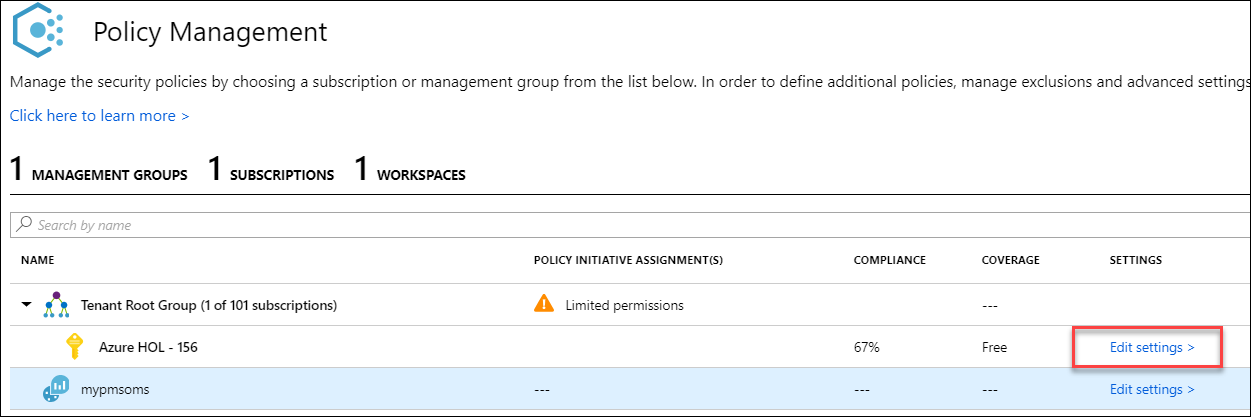 Policy Management
Manage the security policies by choosing a subscription or management group from the list below. In order to define additional policies, manage exclusions and advanced settings
Click here to learn more >
1 MANAGEMENT GROUPS 1 SUBSCRIPTIONS 1 WORKSPACES
Search by name
NAME POLICY INITIATIVE ASSIGNMENT(S) COMPLIANCE COVERAGE SETTINGS
Tenant Root Group (1 of 101 subscriptions) Limited permissions ---
Azure HOL - 156 67% Free Edit settings >
mypmsoms --- --- --- Edit settings >